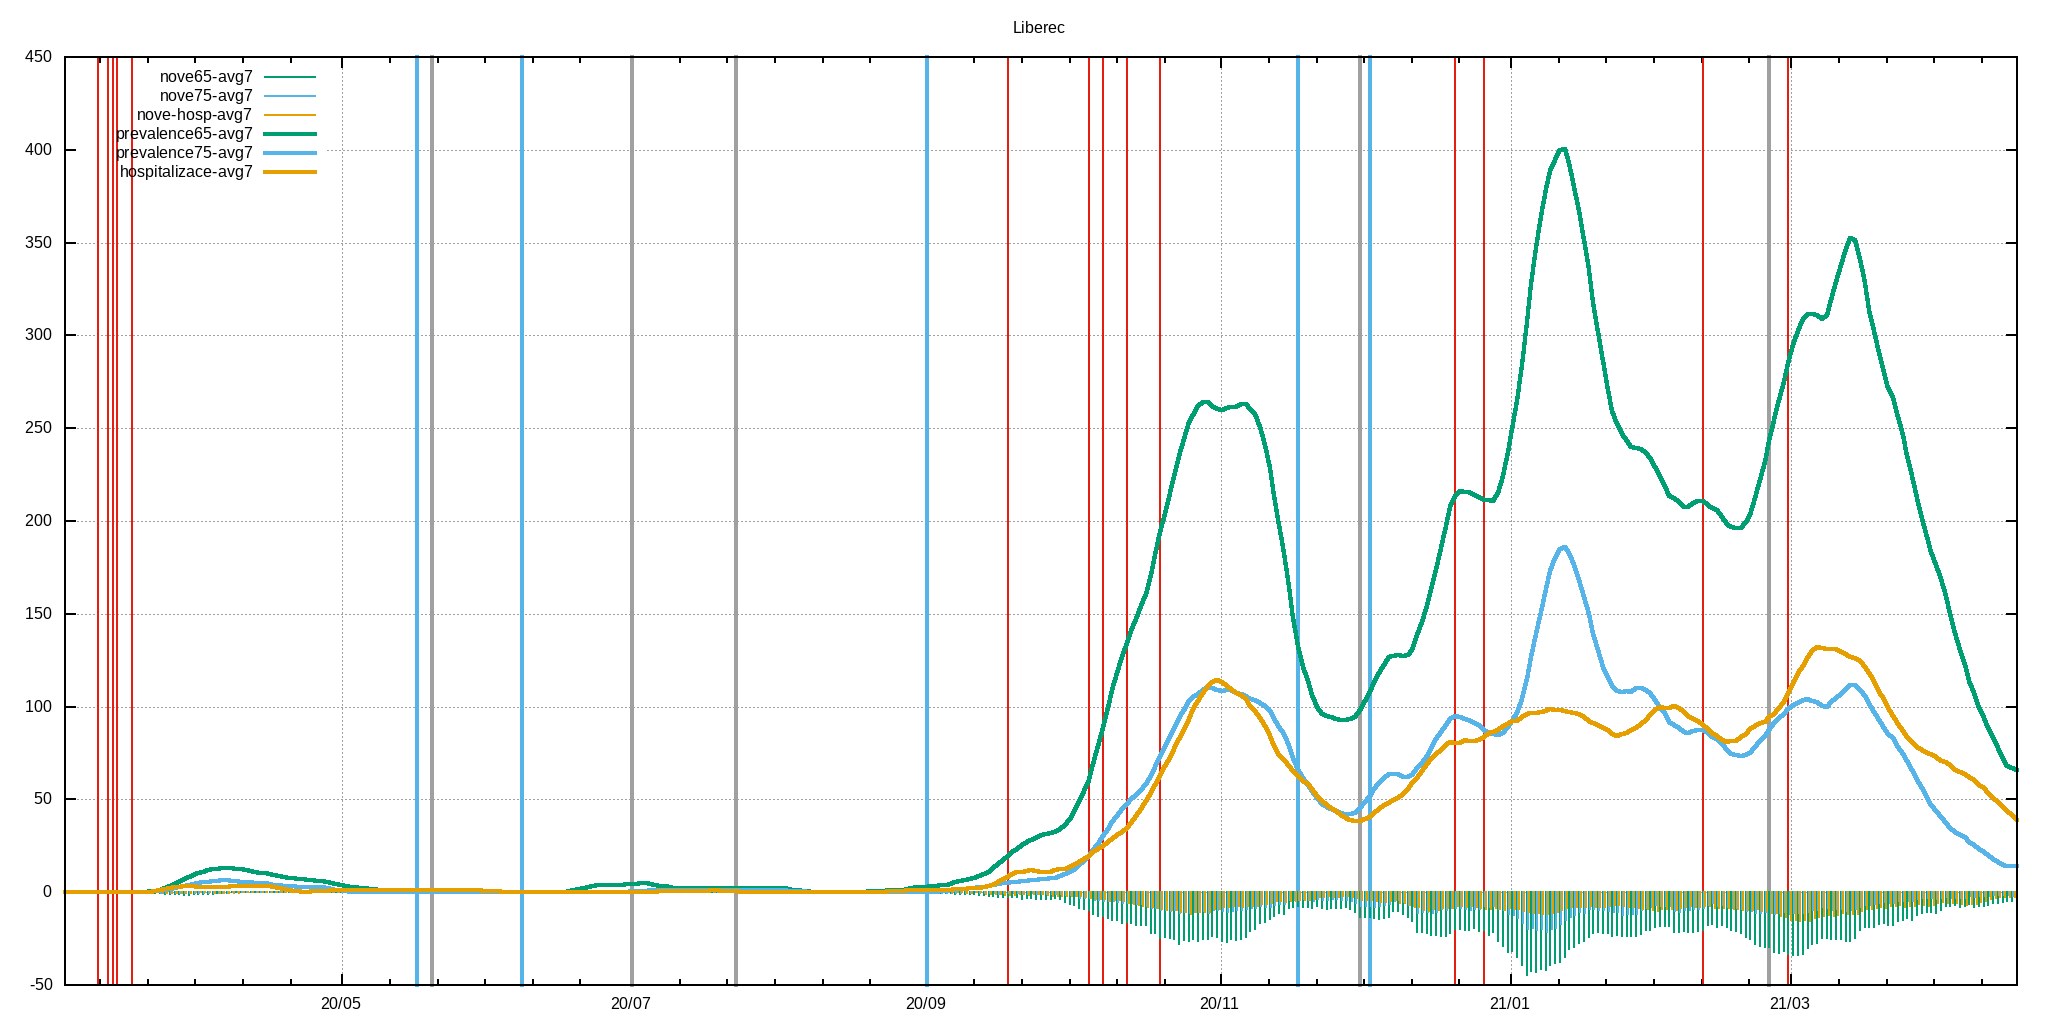 Liberec
450
400
350
300
250
200
150
100
50
0
-50
nove65-avg7
nove75-avg7
nove-hosp-avg7
prevalence65-avg7
prevalence75-avg7
hospitalizace-avg7
20/05 20/07 20/09 20/11 21/01 21/03